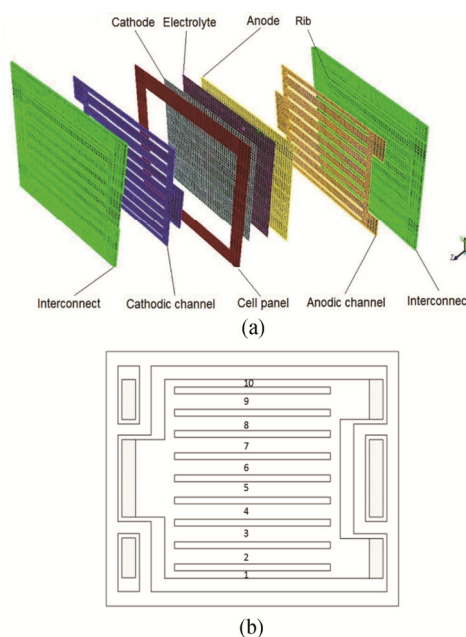 Cathode Electrolyte Anode Rib
Y
Z
Interconnect Cathodic channel Cell panel Anodic channel Interconnec
(a)
10
9
8
7
6
5
4
3
2
1
(b)